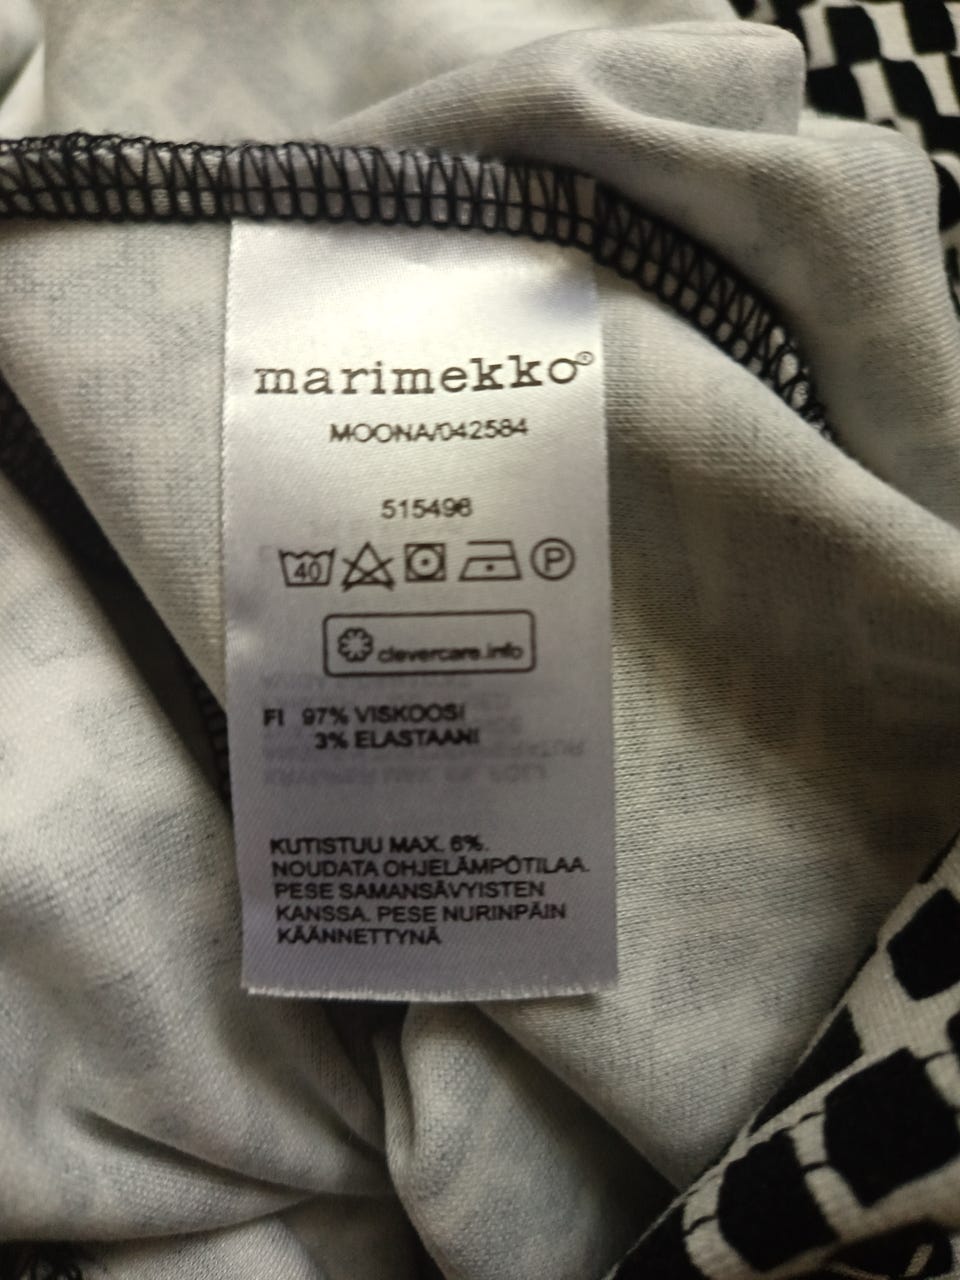 marimekko®
MOONA/042584
515496
40 P
clevercare.info
FI 97% VISKOOSI
3% ELASTAANI
KUTISTUU MAX. 6%.
NOUDATA OHJELÄMPÖTILAA.
PESE SAMANSÄVYISTEN
KANSSA. PESE NURINPÄIN
KÄÄNNETTYNÄ